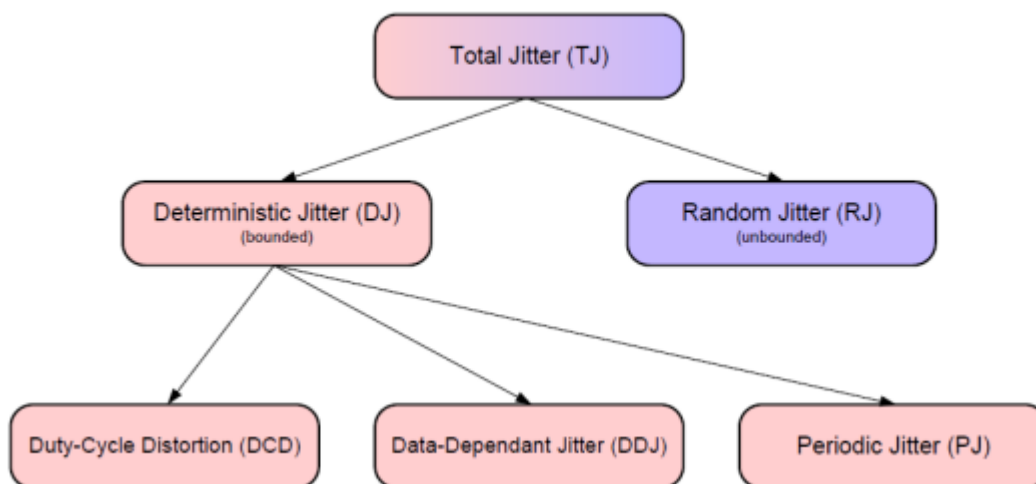 Total Jitter (TJ)
Deterministic Jitter (DJ)
(bounded)
Random Jitter (RJ)
(unbounded)
Duty-Cycle Distortion (DCD)
Data-Dependant Jitter (DDJ)
Periodic Jitter (PJ)